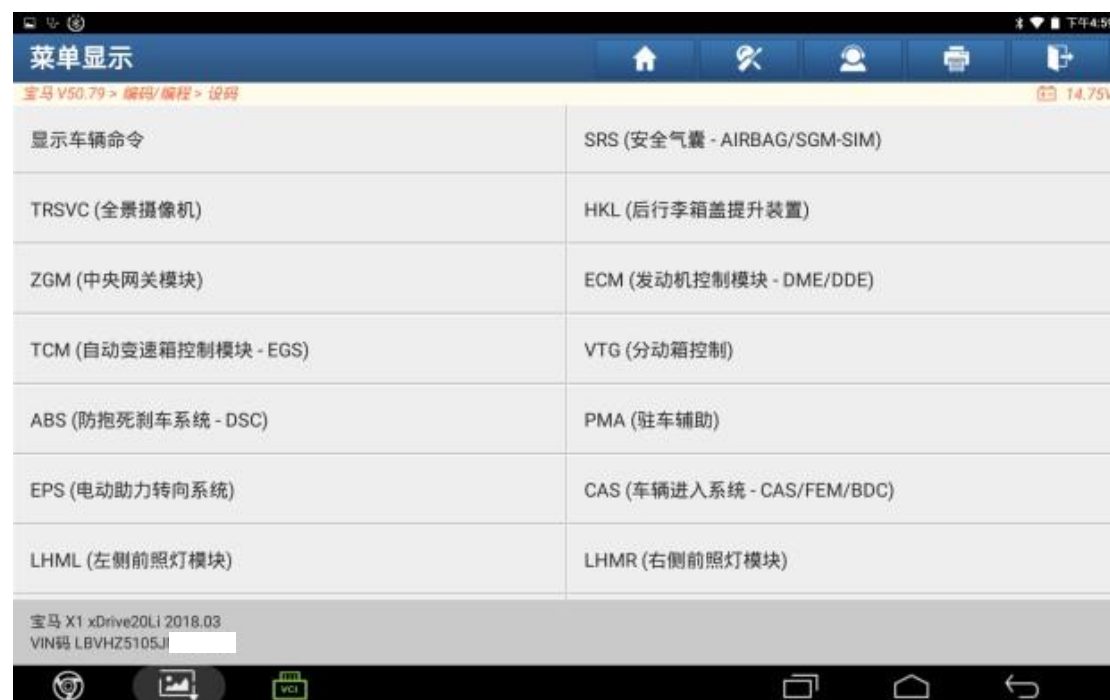 下午4:59
菜单显示
宝马 V50.79 > 编码/编程 > 设码
14.75V
显示车辆命令
SRS (安全气囊 - AIRBAG/SGM-SIM)
TRSVC (全景摄像机)
HKL (后行李箱盖提升装置)
ZGM (中央网关模块)
ECM (发动机控制模块 - DME/DDE)
TCM (自动变速箱控制模块 - EGS)
VTG (分动箱控制)
ABS (防抱死刹车系统 - DSC)
PMA (驻车辅助)
EPS (电动助力转向系统)
CAS (车辆进入系统 - CAS/FEM/BDC)
LHML (左侧前照灯模块)
LHMR (右侧前照灯模块)
宝马 X1 xDrive20Li 2018.03
VIN码 LBVHZ5105J
VCI